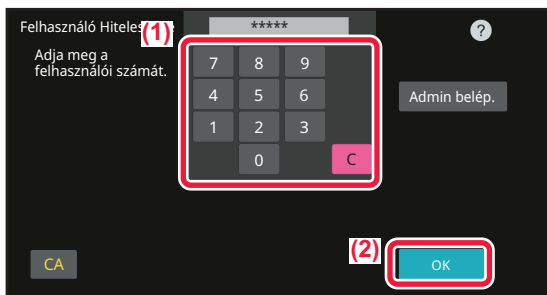 Felhasználó Hiteles
(1)
*****
?
Adja meg a
felhasználói számát.
7 8 9
4 5 6
Admin belép.
1 2 3
0 C
(2)
CA
OK